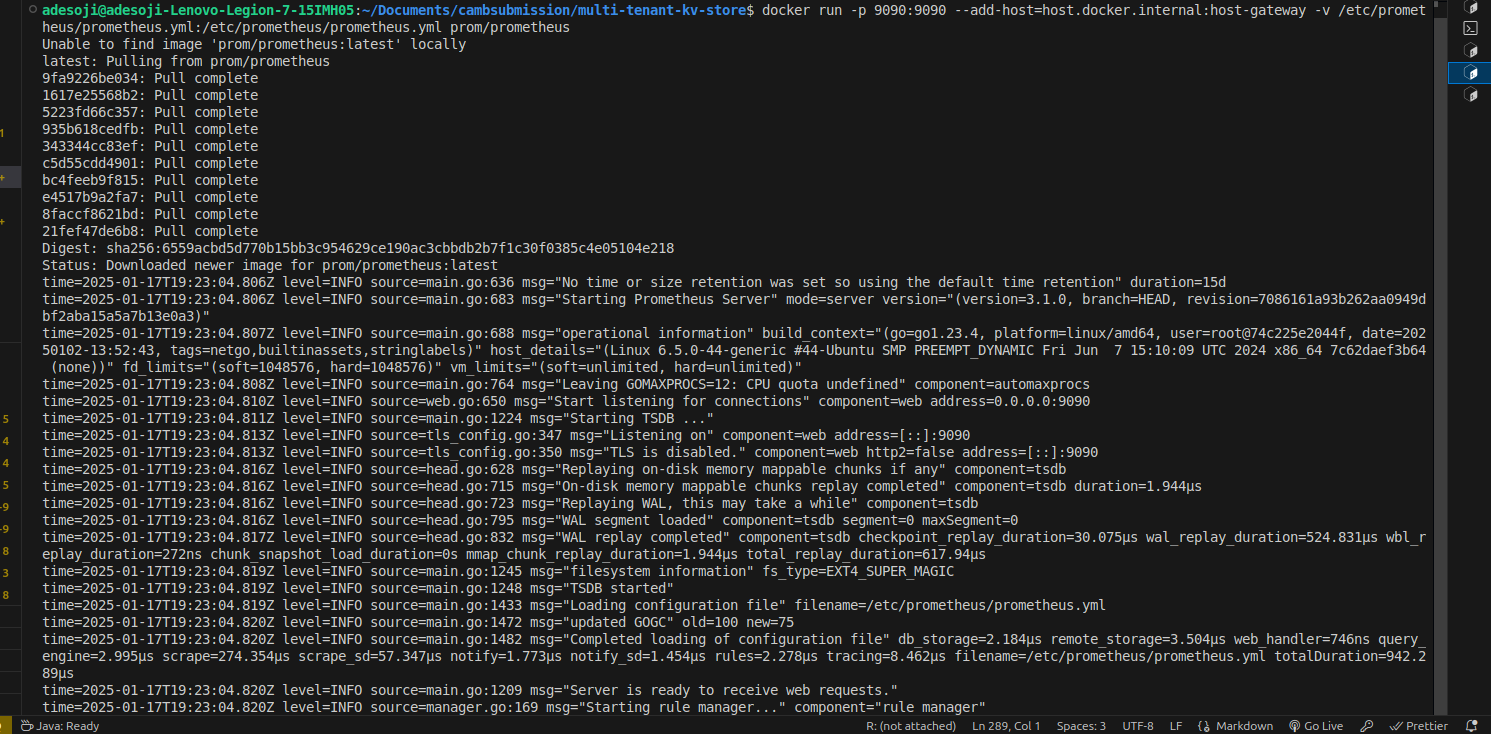 adesoji@adesoji-Lenovo-Legion-7-15IMH05:~/Documents/cambsubmission/multi-tenant-kv-store$ docker run -p 9090:9090 --add-host=host.docker.internal:host-gateway -v /etc/promet
heus/prometheus.yml:/etc/prometheus/prometheus.yml prom/prometheus
Unable to find image 'prom/prometheus:latest' locally
latest: Pulling from prom/prometheus
9fa9226be034: Pull complete
1617e25568b2: Pull complete
5223fd66c357: Pull complete
935b618cedfb: Pull complete
343344cc83ef: Pull complete
c5d55cdd4901: Pull complete
bc4feeb9f815: Pull complete
e4517b9a2fa7: Pull complete
8faccf8621bd: Pull complete
21fef47de6b8: Pull complete
Digest: sha256:6559acbd5d770b15bb3c954629ce190ac3cbbdb2b7f1c30f0385c4e05104e218
Status: Downloaded newer image for prom/prometheus:latest
time=2025-01-17T19:23:04.806Z level=INFO source=main.go:636 msg="No time or size retention was set so using the default time retention" duration=15d
time=2025-01-17T19:23:04.806Z level=INFO source=main.go:683 msg="Starting Prometheus Server" mode=server version="(version=3.1.0, branch=HEAD, revision=7086161a93b262aa0949d
bf2aba15a5a7b13e0a3)"
time=2025-01-17T19:23:04.807Z level=INFO source=main.go:688 msg="operational information" build_context="(go=go1.23.4, platform=linux/amd64, user=root@74c225e2044f, date=202
50102-13:52:43, tags=netgo,builtinassets,stringlabels)" host_details="(Linux 6.5.0-44-generic #44-Ubuntu SMP PREEMPT_DYNAMIC Fri Jun  7 15:10:09 UTC 2024 x86_64 7c62daef3b64
(none))" fd_limits="(soft=1048576, hard=1048576)" vm_limits="(soft=unlimited, hard=unlimited)"
time=2025-01-17T19:23:04.808Z level=INFO source=main.go:764 msg="Leaving GOMAXPROCS=12: CPU quota undefined" component=automaxprocs
time=2025-01-17T19:23:04.810Z level=INFO source=web.go:650 msg="Start listening for connections" component=web address=0.0.0.0:9090
time=2025-01-17T19:23:04.811Z level=INFO source=main.go:1224 msg="Starting TSDB ..."
time=2025-01-17T19:23:04.813Z level=INFO source=tls_config.go:347 msg="Listening on" component=web address=[::]:9090
time=2025-01-17T19:23:04.813Z level=INFO source=tls_config.go:350 msg="TLS is disabled." component=web http2=false address=[::]:9090
time=2025-01-17T19:23:04.816Z level=INFO source=head.go:628 msg="Replaying on-disk memory mappable chunks if any" component=tsdb
time=2025-01-17T19:23:04.816Z level=INFO source=head.go:715 msg="On-disk memory mappable chunks replay completed" component=tsdb duration=1.944µs
time=2025-01-17T19:23:04.816Z level=INFO source=head.go:723 msg="Replaying WAL, this may take a while" component=tsdb
time=2025-01-17T19:23:04.816Z level=INFO source=head.go:795 msg="WAL segment loaded" component=tsdb segment=0 maxSegment=0
time=2025-01-17T19:23:04.817Z level=INFO source=head.go:832 msg="WAL replay completed" component=tsdb checkpoint_replay_duration=30.075µs wal_replay_duration=524.831µs wbl_r
eplay_duration=272ns chunk_snapshot_load_duration=0s mmap_chunk_replay_duration=1.944µs total_replay_duration=617.94µs
time=2025-01-17T19:23:04.819Z level=INFO source=main.go:1245 msg="filesystem information" fs_type=EXT4_SUPER_MAGIC
time=2025-01-17T19:23:04.819Z level=INFO source=main.go:1248 msg="TSDB started"
time=2025-01-17T19:23:04.819Z level=INFO source=main.go:1433 msg="Loading configuration file" filename=/etc/prometheus/prometheus.yml
time=2025-01-17T19:23:04.820Z level=INFO source=main.go:1472 msg="updated GOGC" old=100 new=75
time=2025-01-17T19:23:04.820Z level=INFO source=main.go:1482 msg="Completed loading of configuration file" db_storage=2.184µs remote_storage=3.504µs web_handler=746ns query_
engine=2.995µs scrape=274.354µs scrape_sd=57.347µs notify=1.773µs notify_sd=1.454µs rules=2.278µs tracing=8.462µs filename=/etc/prometheus/prometheus.yml totalDuration=942.2
89µs
time=2025-01-17T19:23:04.820Z level=INFO source=main.go:1209 msg="Server is ready to receive web requests."
time=2025-01-17T19:23:04.820Z level=INFO source=manager.go:169 msg="Starting rule manager..." component="rule manager"
1
+
+
5
4
4
5
-9
-9
8
3
8
Java: Ready R: (not attached) Ln 289, Col 1 Spaces: 3 UTF-8 LF Markdown Go Live Prettier